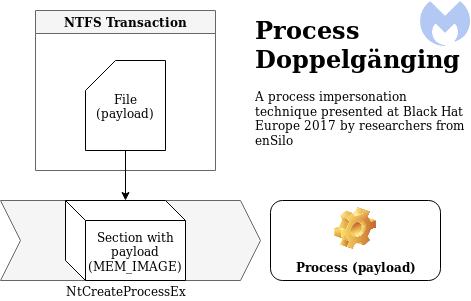 NTFS Transaction
File
(payload)
Process
Doppelgänging
A process impersonation
technique presented at Black Hat
Europe 2017 by researchers from
enSilo
Section with
payload
(MEM_IMAGE)
NtCreateProcessEx
Process (payload)